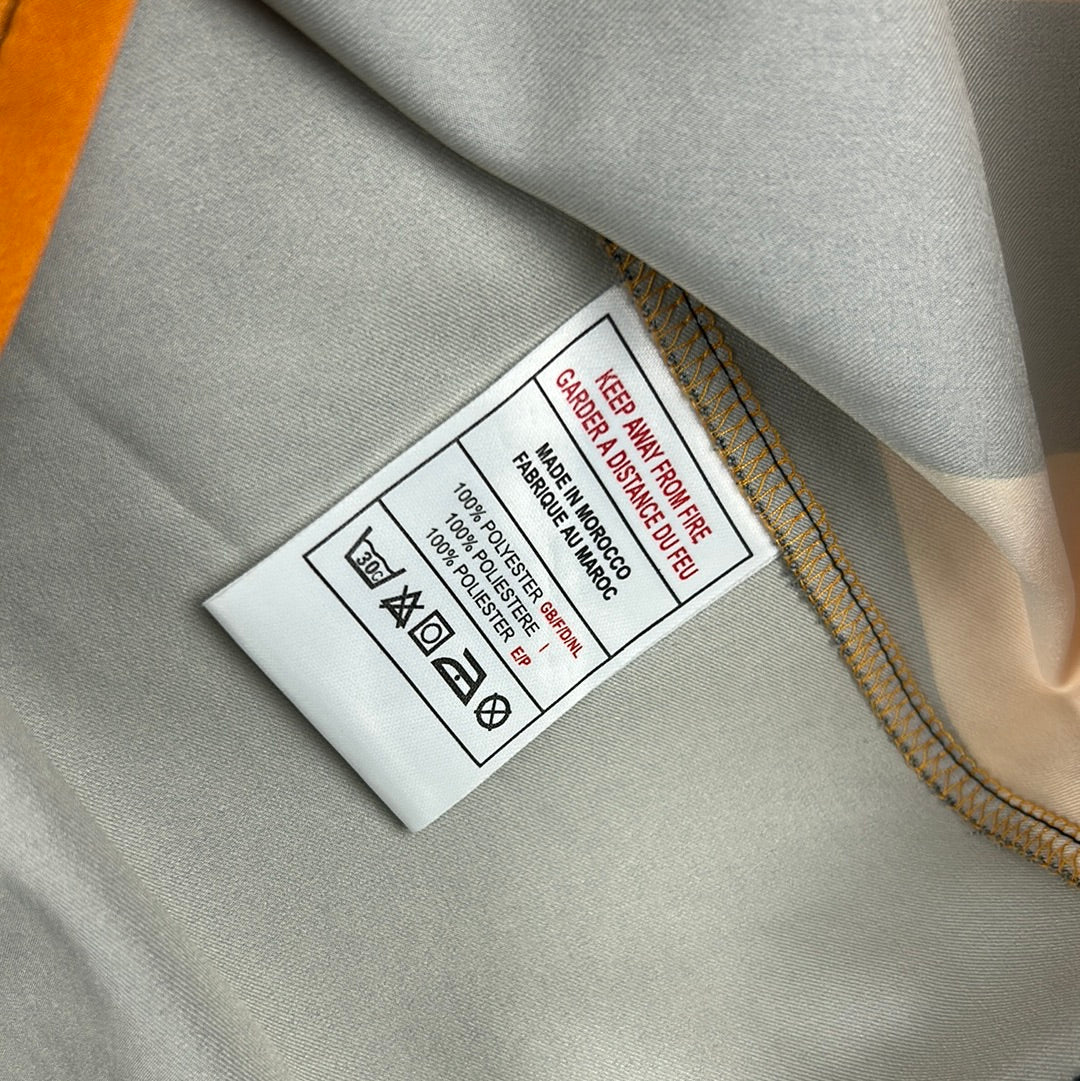 KEEP AWAY FROM FIRE
GARDER A DISTANCE DU FEU
MADE IN MOROCCO
FABRIQUE AU MAROC
100% POLYESTER GB/F/D/NL
100% POLIESTERE I
100% POLIESTER E/P
30C